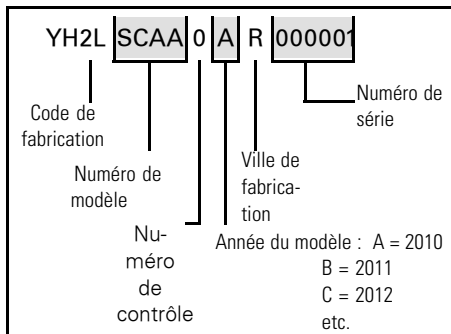 YH2L SCAA 0 A R 000001
Code de
fabrication
Numéro de
série
Numéro de
modèle
Ville de
fabrica-
tion
Nu-
méro
de
contrôle
Année du modèle : A = 2010
B = 2011
C = 2012
etc.